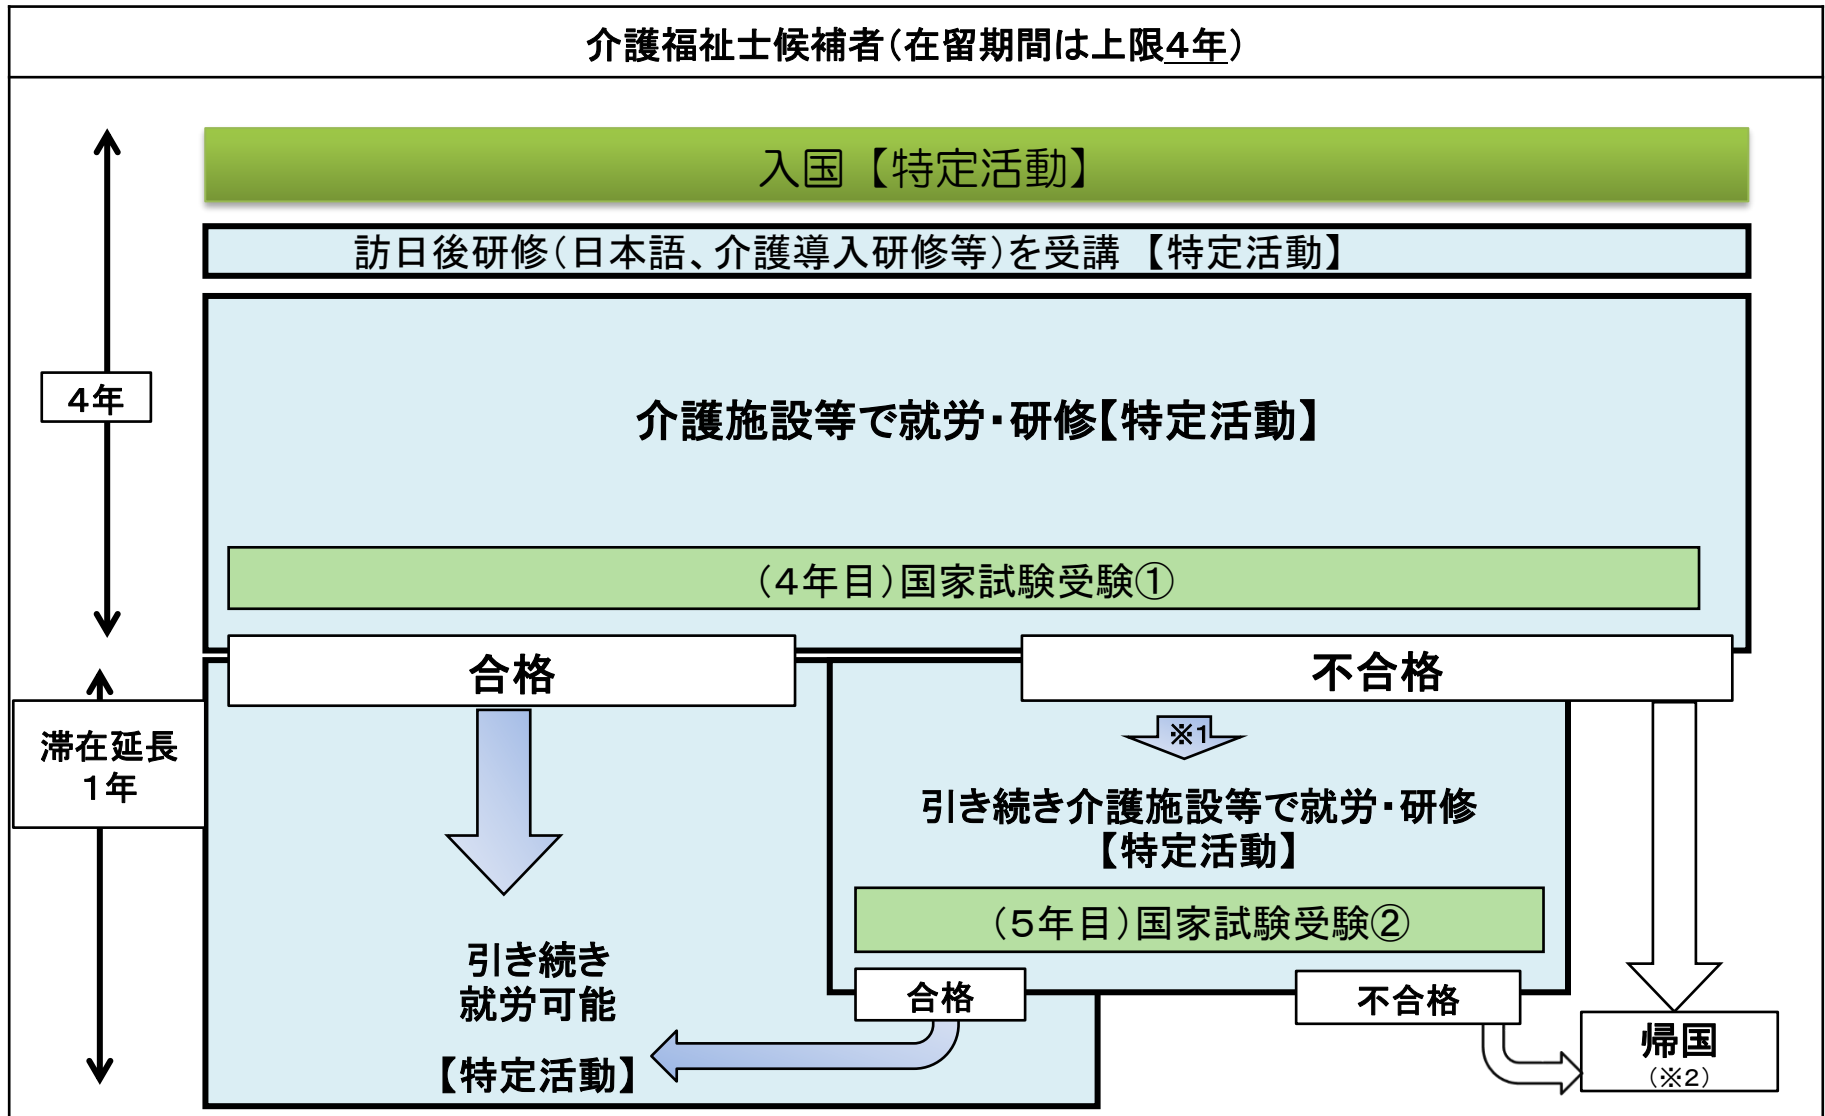 介護福祉士候補者(在留期間は上限4年)
入国【特定活動】
訪日後研修(日本語、介護導入研修等)を受講 【特定活動】
4年
介護施設等で就労・研修【特定活動】
(4年目)国家試験受験①
合格
不合格
滞在延長
1年
※1
引き続き介護施設等で就労・研修
【特定活動】
(5年目)国家試験受験②
引き続き
就労可能
【特定活動】
合格
不合格
帰国
(※2)